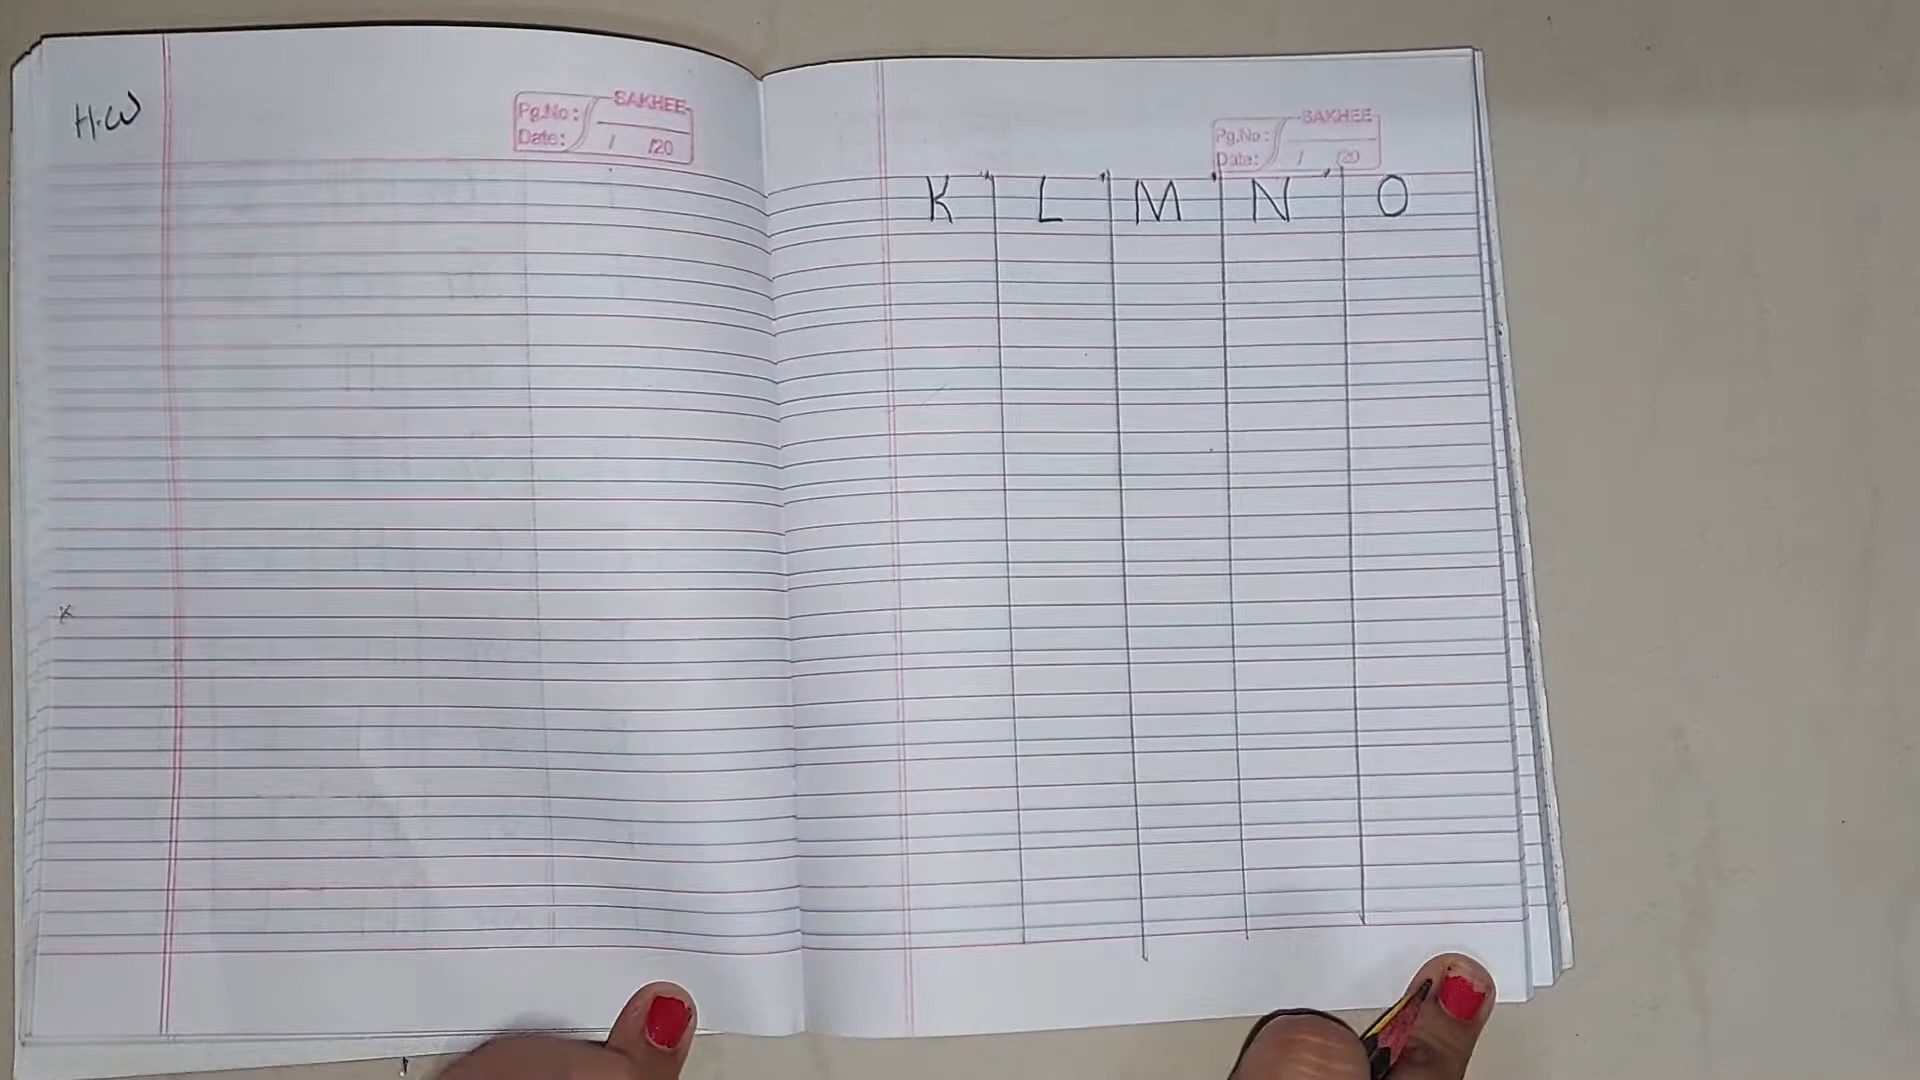 H.W
SAKHEE
Pg.No:
Date: / /20
SAKHEE
Pg.No:
Date: / /20
K L M N O
x